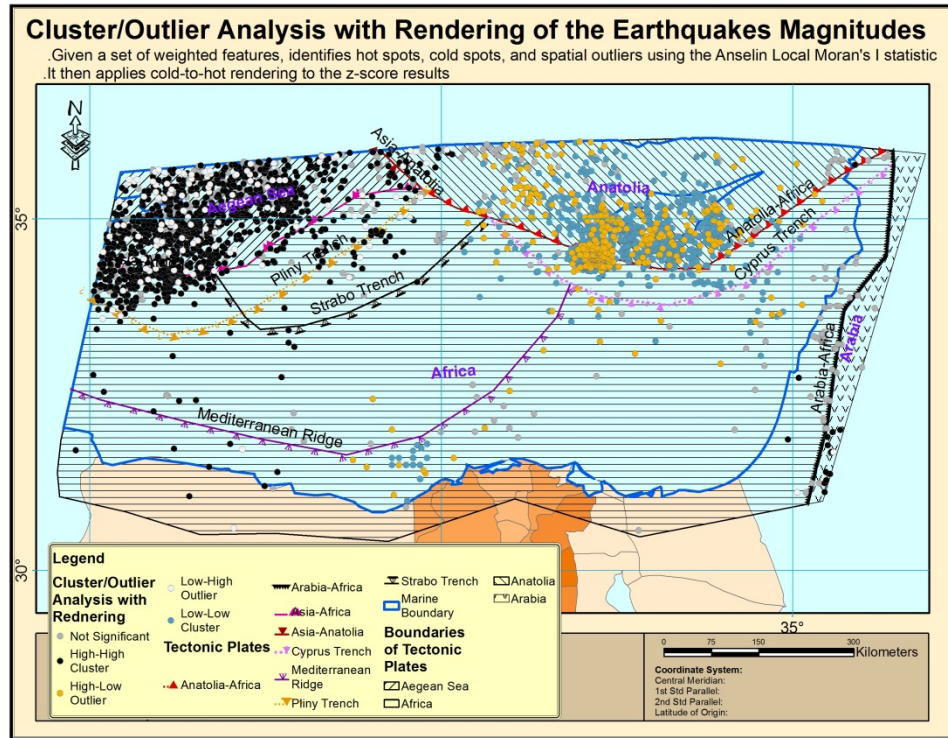 Cluster/Outlier Analysis with Rendering of the Earthquakes Magnitudes
.Given a set of weighted features, identifies hot spots, cold spots, and spatial outliers using the Anselin Local Moran's I statistic
.It then applies cold-to-hot rendering to the z-score results
N
Asia-Anatolia
Aegean Sea
Anatolia
35°
Anatolia-Africa
Pliny Trench
Cyprus Trench
Strabo Trench
Africa
Arabia-Africa
Arabia
Mediterranean Ridge
30°
35°
Legend
Cluster/Outlier
Analysis with
Rednering
Not Significant
High-High
Cluster
High-Low
Outlier
Low-High
Outlier
Low-Low
Cluster
Tectonic Plates
Anatolia-Africa
Arabia-Africa
Asia-Africa
Asia-Anatolia
Cyprus Trench
Mediterranean
Ridge
Pliny Trench
Strabo Trench
Marine
Boundary
Boundaries
of Tectonic
Plates
Aegean Sea
Africa
Anatolia
Arabia
0 75 150 300
Kilometers
Coordinate System:
Central Meridian:
1st Std Parallel:
2nd Std Parallel:
Latitude of Origin: